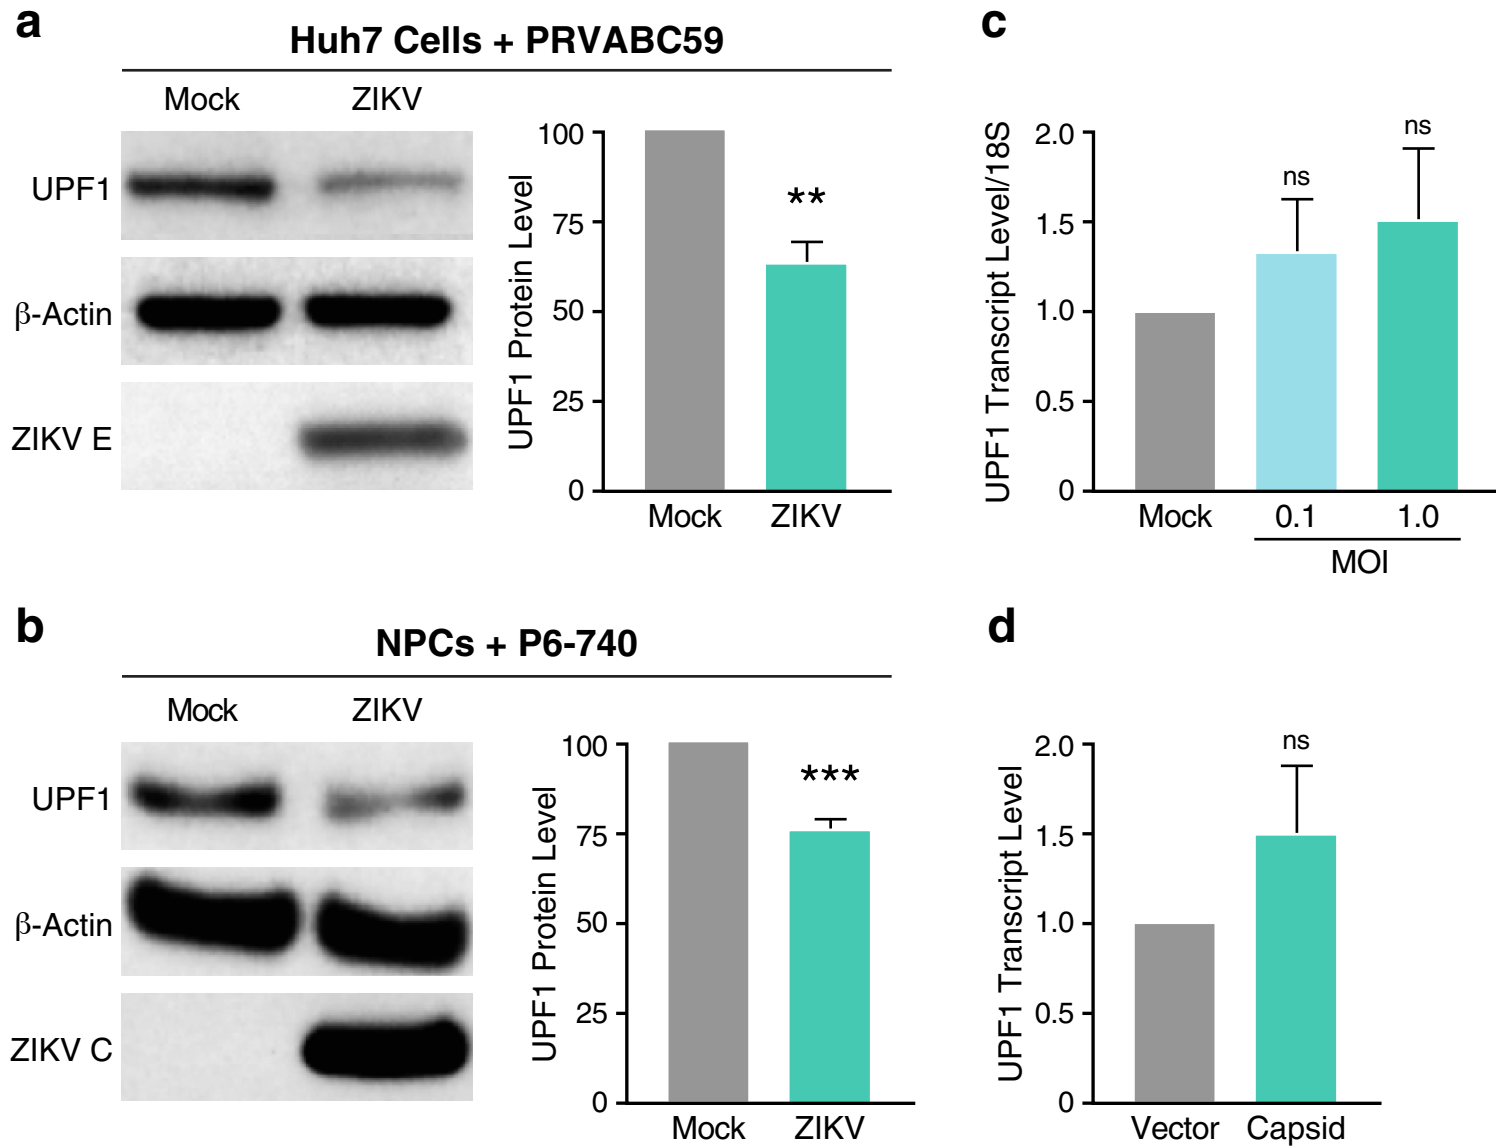 a
Huh7 Cells + PRVABC59
Mock ZIKV
UPF1
β-Actin
ZIKV E
UPF1 Protein Level
100
75
50
25
0
**
Mock ZIKV
c
UPF1 Transcript Level/18S
2.0
1.5
1.0
0.5
0
ns
ns
Mock 0.1 1.0
MOI
b
NPCs + P6-740
Mock ZIKV
UPF1
β-Actin
ZIKV C
UPF1 Protein Level
100
75
50
25
0
***
Mock ZIKV
d
UPF1 Transcript Level
2.0
1.5
1.0
0.5
0
ns
Vector Capsid